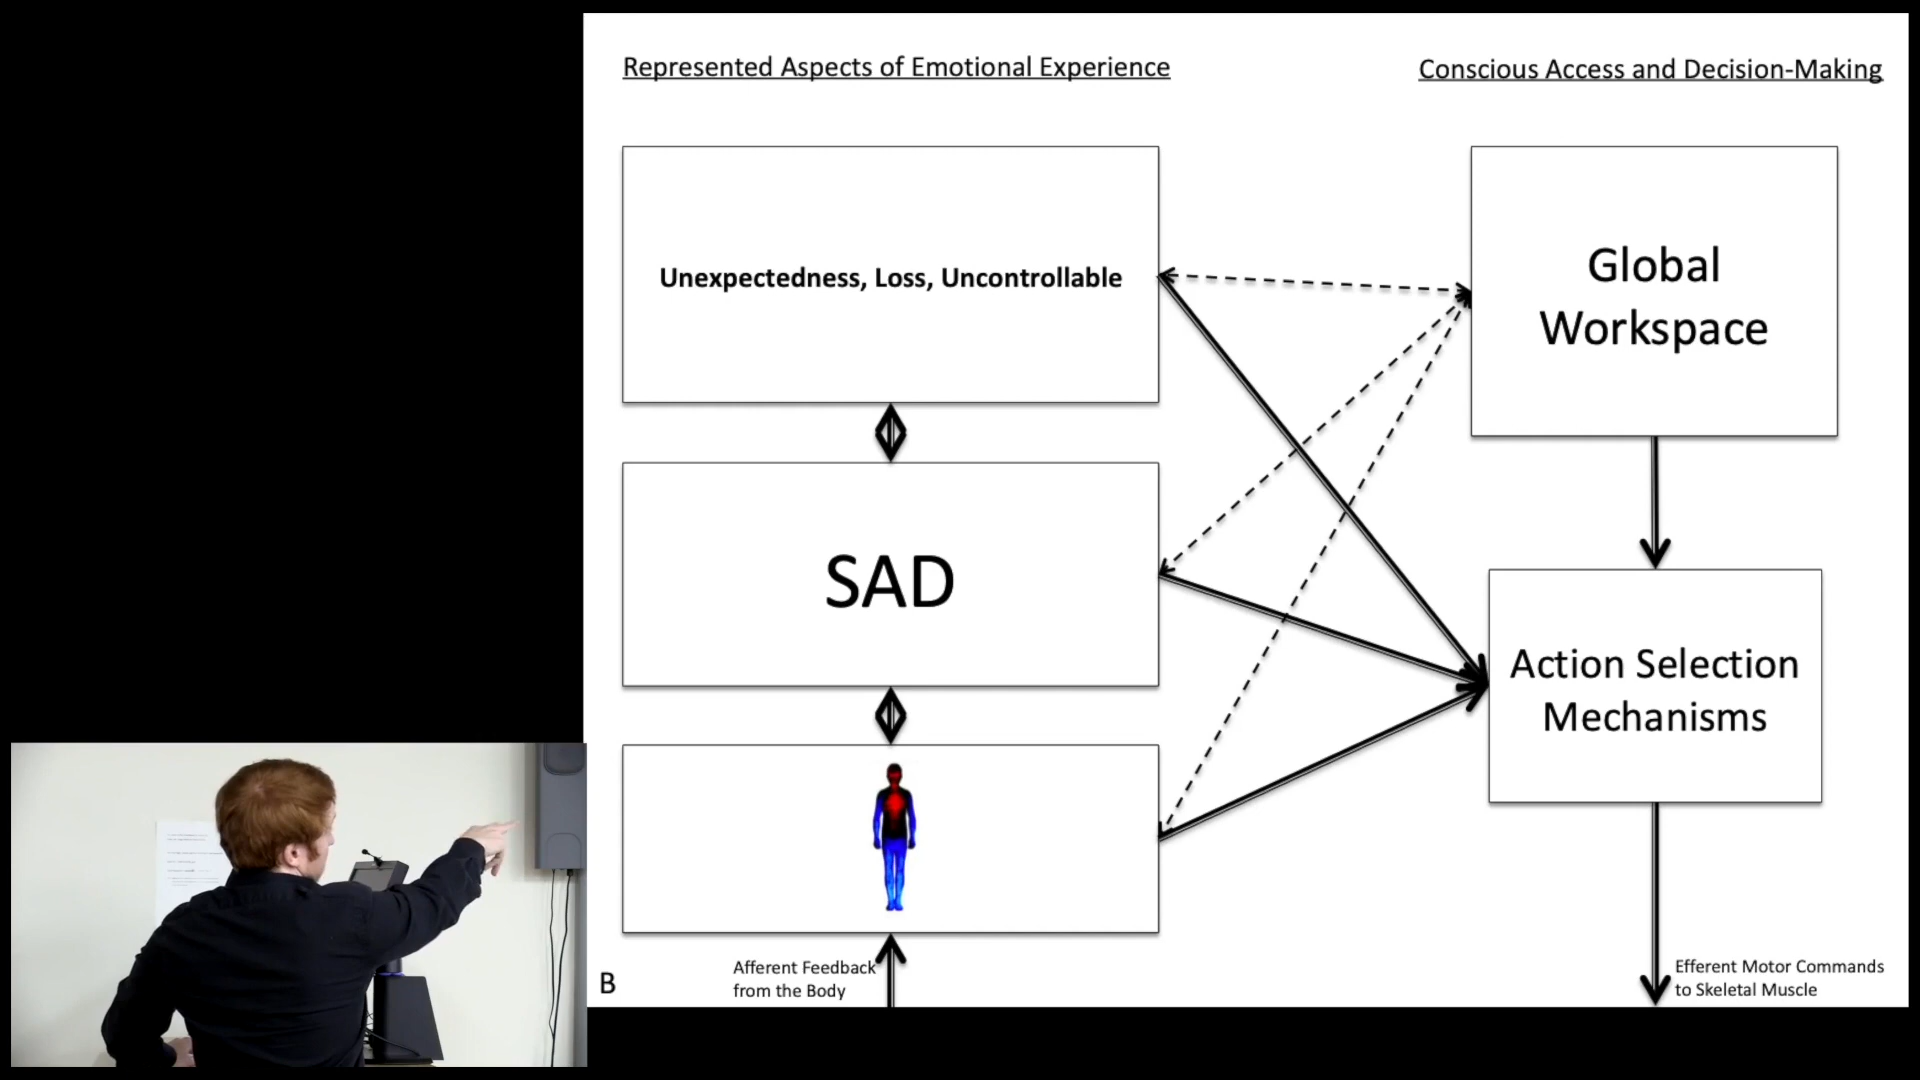 Represented Aspects of Emotional Experience
Conscious Access and Decision-Making
Unexpectedness, Loss, Uncontrollable
Global
Workspace
SAD
Action Selection
Mechanisms
Afferent Feedback
from the Body
B
Efferent Motor Commands
to Skeletal Muscle